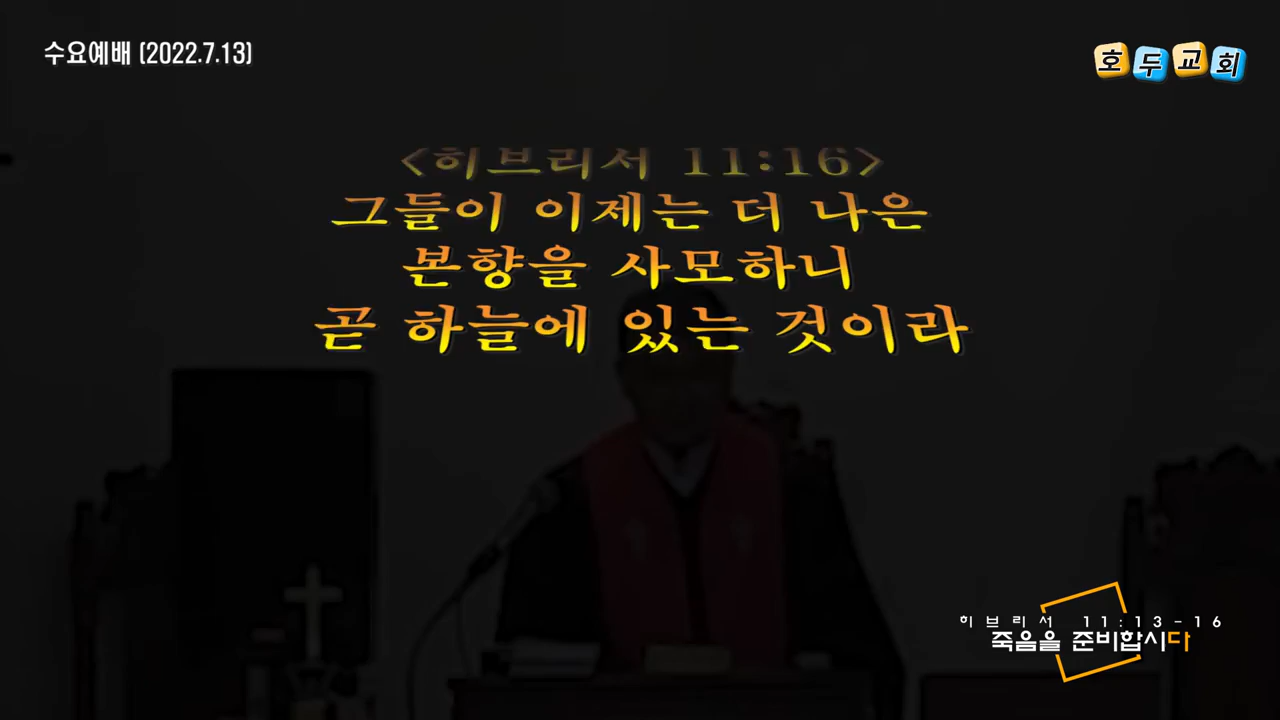 수요예배 (2022.7.13)
호두교회
<히브리서 11:16>
그들이 이제는 더 나은
본향을 사모하니
곧 하늘에 있는 것이라
히브리서 11:13-16
죽음을 준비합시다